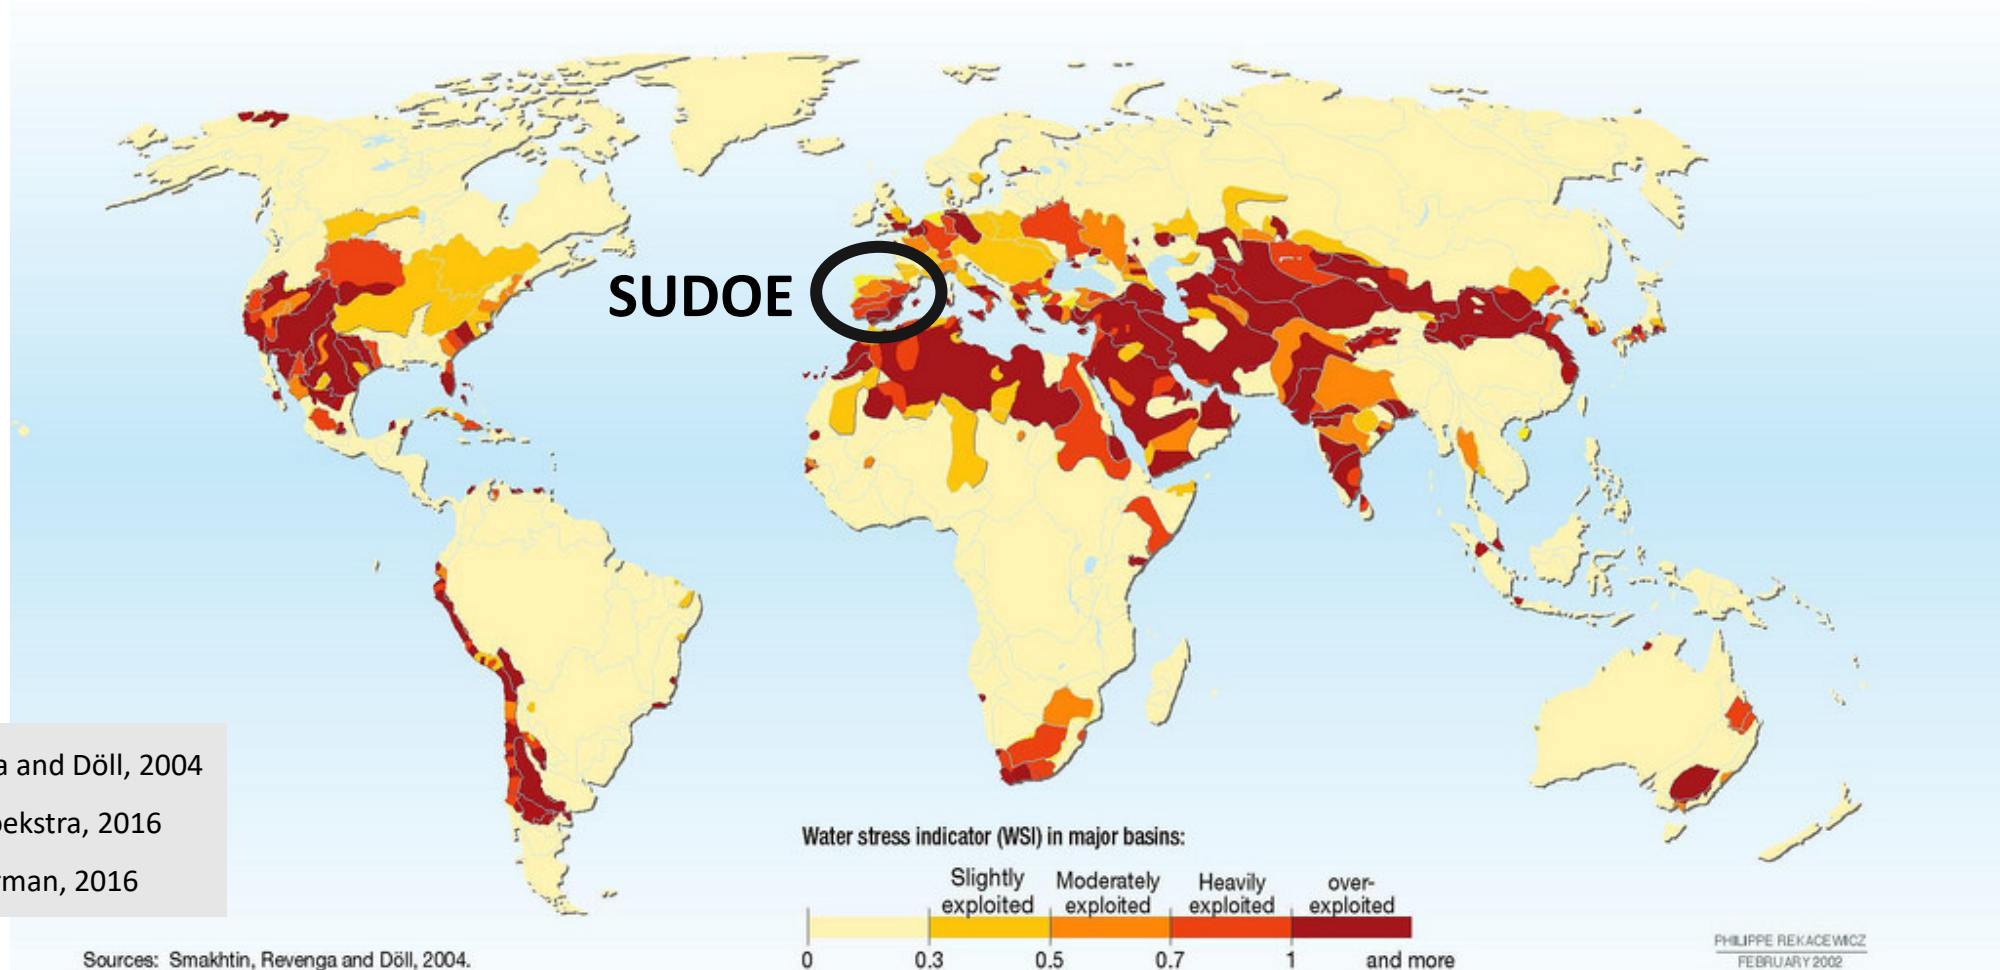 SUDOE
a and Döll, 2004
oekstra, 2016
rman, 2016
Water stress indicator (WSI) in major basins:
Slightly exploited
Moderately exploited
Heavily exploited
over-exploited
0 0.3 0.5 0.7 1 and more
Sources: Smakhtin, Revenga and Döll, 2004.
PHILIPPE REKACEWICZ
FEBRUARY 2002